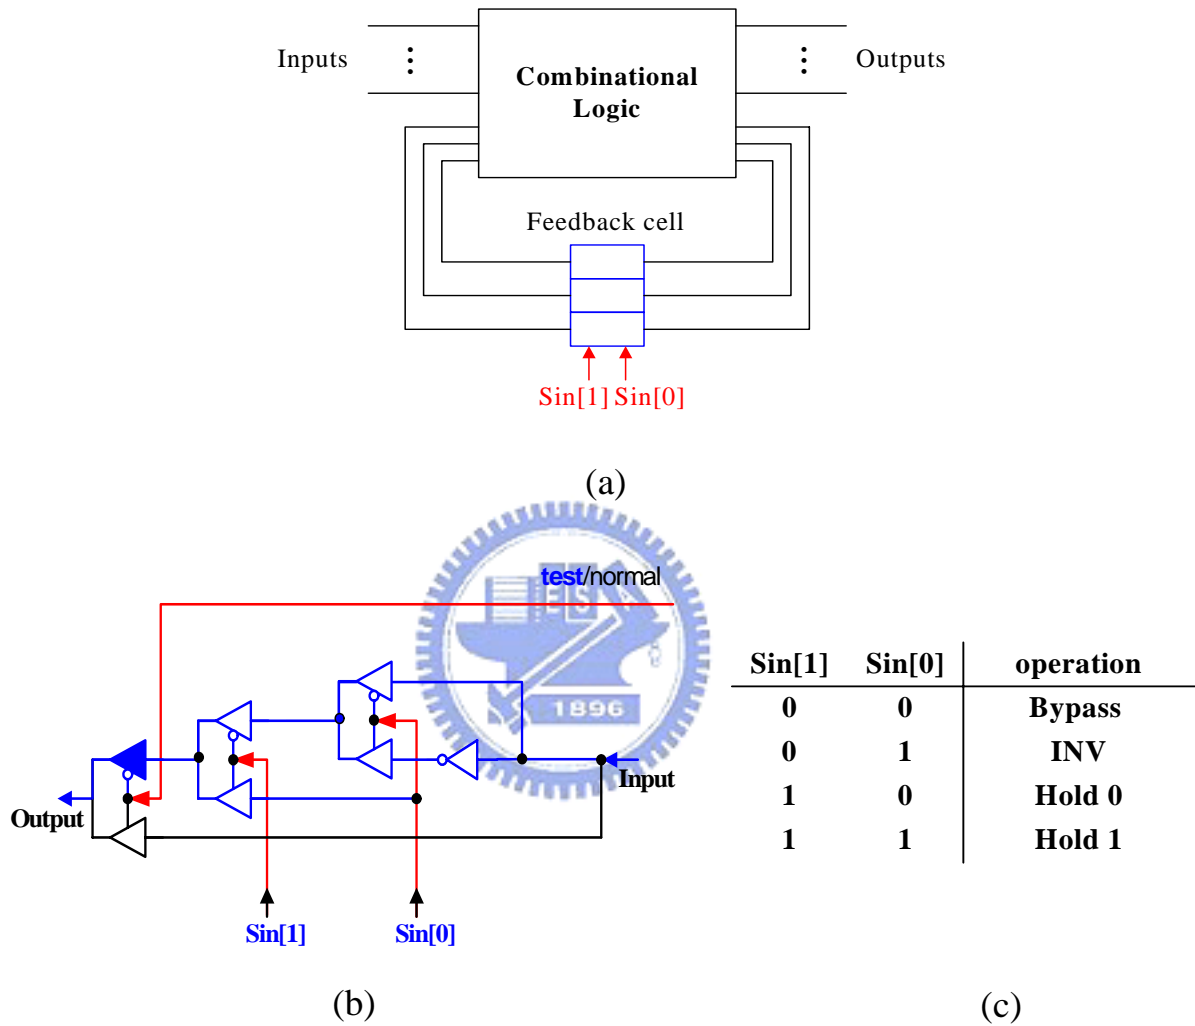 Inputs
Combinational
Logic
Outputs
Feedback cell
Sin[1] Sin[0]
(a)
test/normal
ES
1896
Input
Output
Sin[1] Sin[0]
(b)
Sin[1] Sin[0] operation
0 0 Bypass
0 1 INV
1 0 Hold 0
1 1 Hold 1
(c)